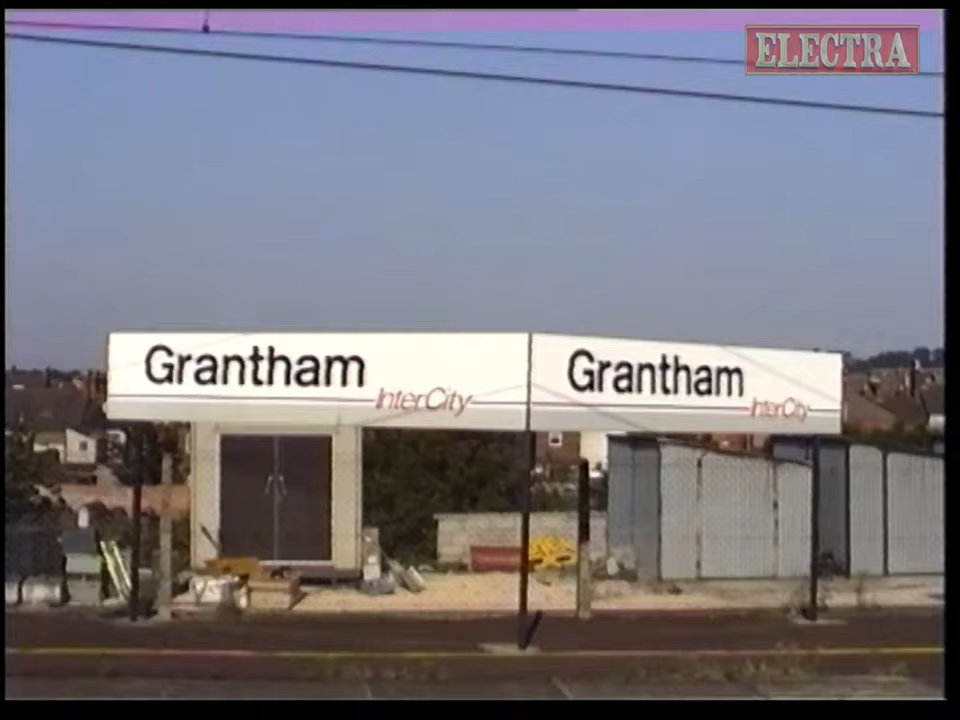 ELECTRA
Grantham
InterCity
Grantham
InterCity